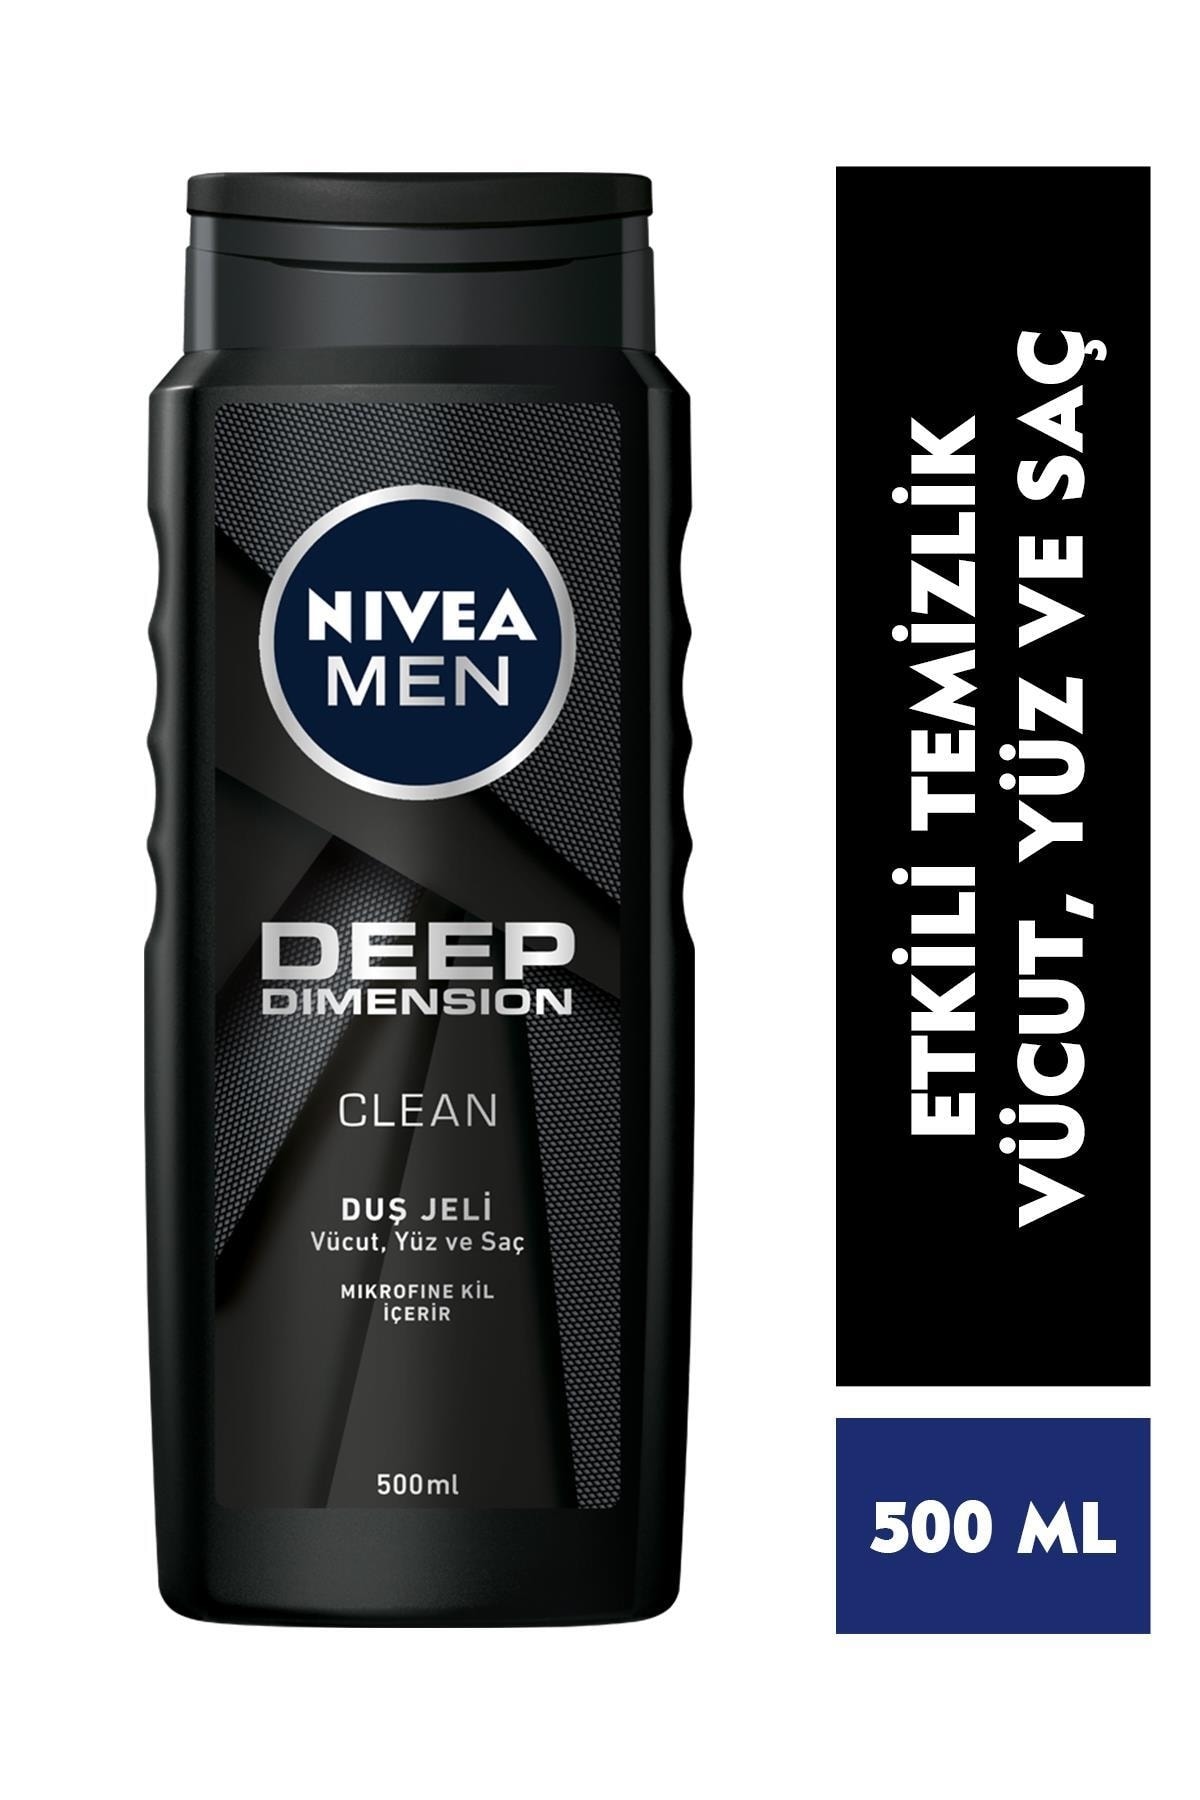 NIVEA
MEN
DEEP
DIMENSION
CLEAN
DUŞ JELİ
Vücut, Yüz ve Saç
MIKROFINE KİL
İÇERİR
500ml
ETKİLİ TEMİZLİK
VÜCUT, YÜZ VE SAÇ
500 ML